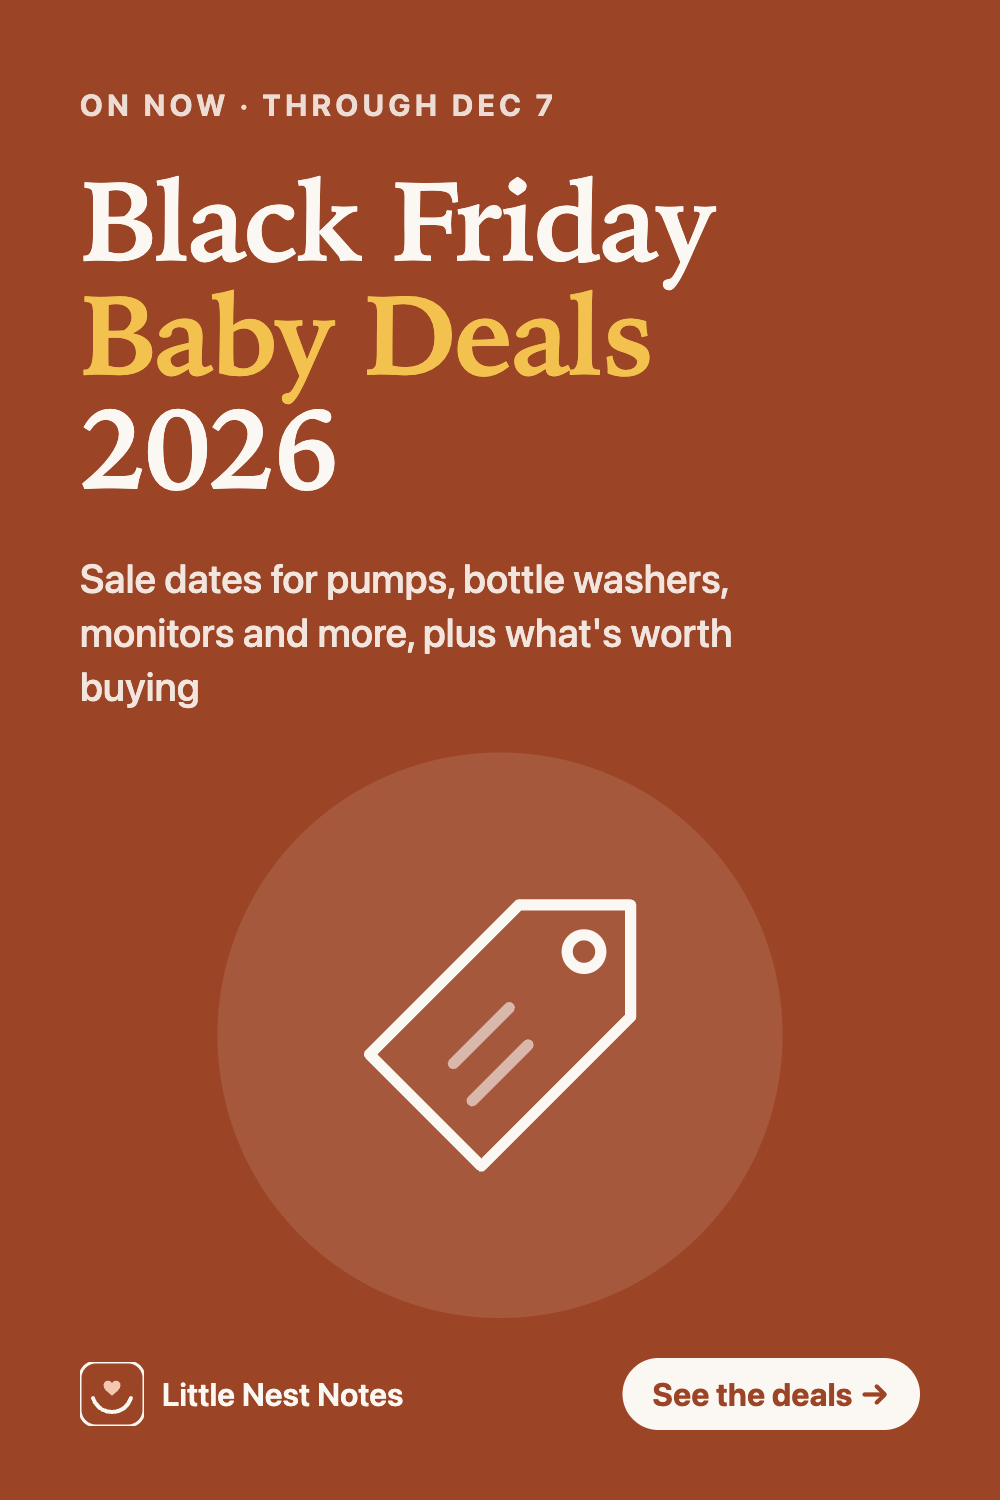 ON NOW · THROUGH DEC 7
Black Friday
Baby Deals
2026
Sale dates for pumps, bottle washers,
monitors and more, plus what's worth
buying
Little Nest Notes
See the deals →